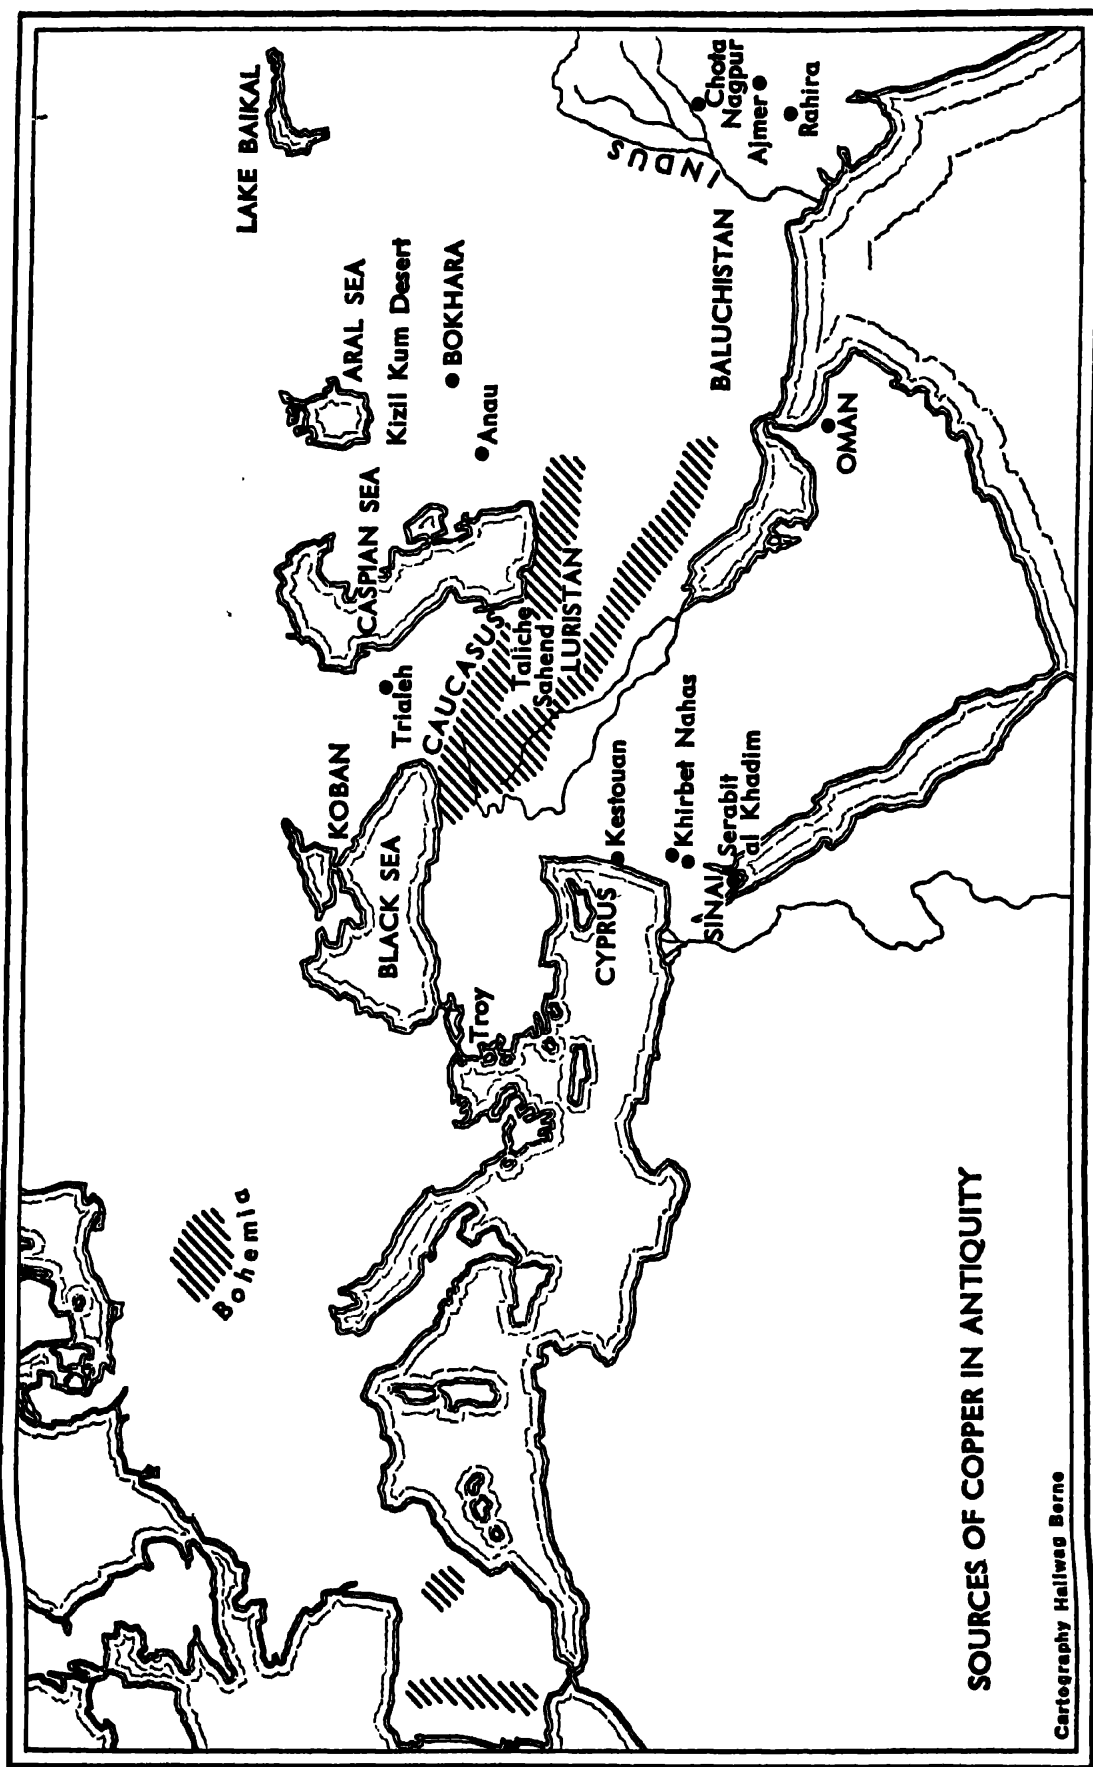 LAKE BAIKAL
ARAL SEA
Kizil Kum Desert
BOKHARA
Anau
CASPIAN SEA
INDUS
Chota
Nagpur
Ajmer
Rahira
BALUCHISTAN
OMAN
KOBAN
Trialeh
CAUCASUS
Taliche
Sahend
LURISTAN
BLACK SEA
Troy
CYPRUS
Kestouan
Khirbet Nahas
SINAI
Serabit
al Khadim
Bohemia
SOURCES OF COPPER IN ANTIQUITY
Cartography Hallwag Berne